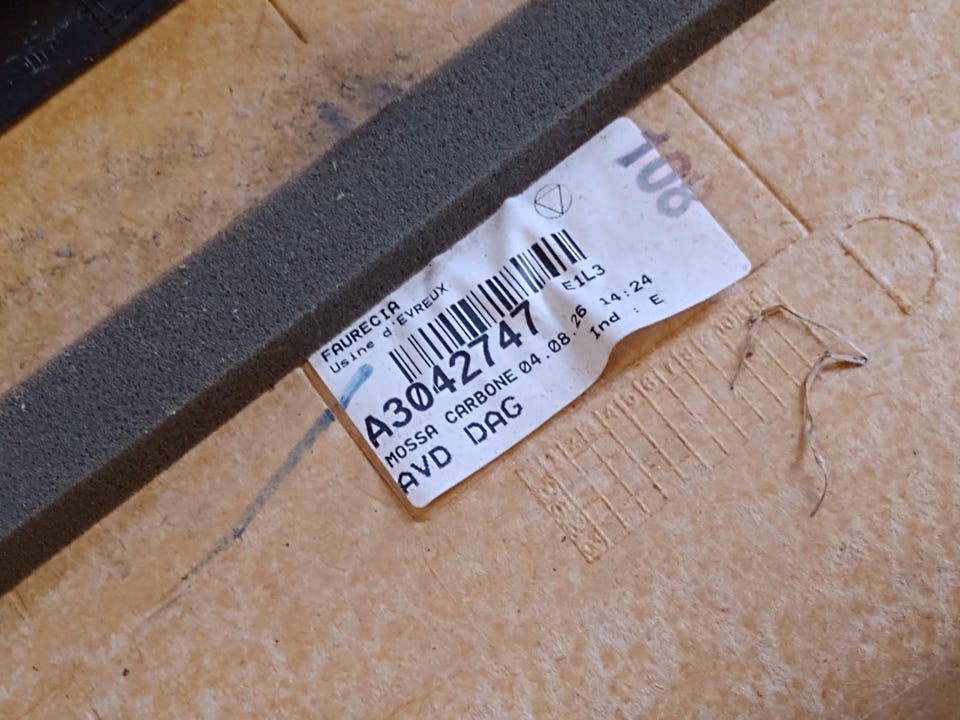 108
FAURECIA
Usine d'EVREUX
E1L3
A3042747
MOSSA CARBONE 04.08.26 14:24
AVD DAG
Ind : E